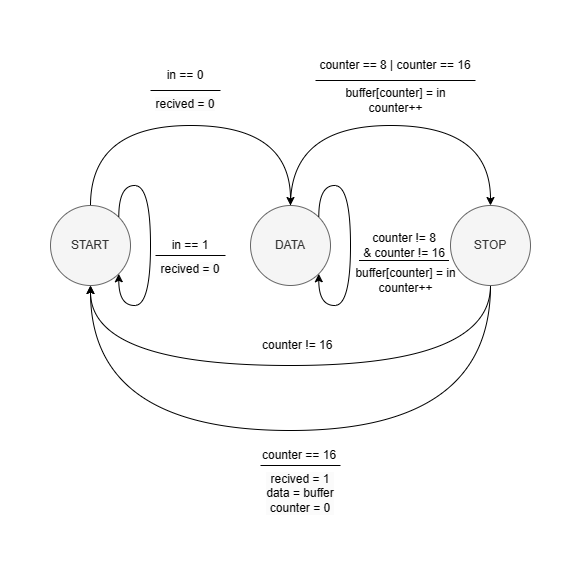 counter == 8 | counter == 16
in == 0
buffer[counter] = in
recived = 0
counter++
START
in == 1
recived = 0
DATA
counter != 8
& counter != 16
buffer[counter] = in
counter++
STOP
counter != 16
counter == 16
recived = 1
data = buffer
counter = 0